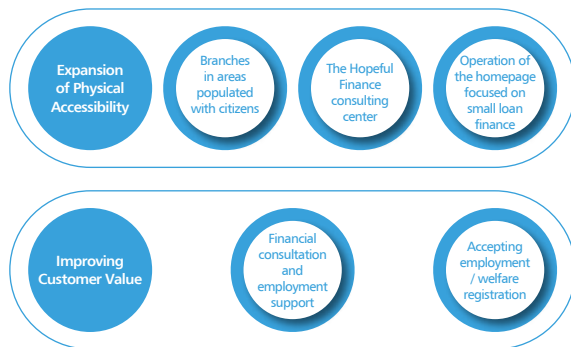 Expansion
of Physical
Accessibility
Branches
in areas
populated
with citizens
The Hopeful
Finance
consulting
center
Operation of
the homepage
focused on
small loan
finance
Improving
Customer Value
Financial
consultation
and
employment
support
Accepting
employment
/ welfare
registration